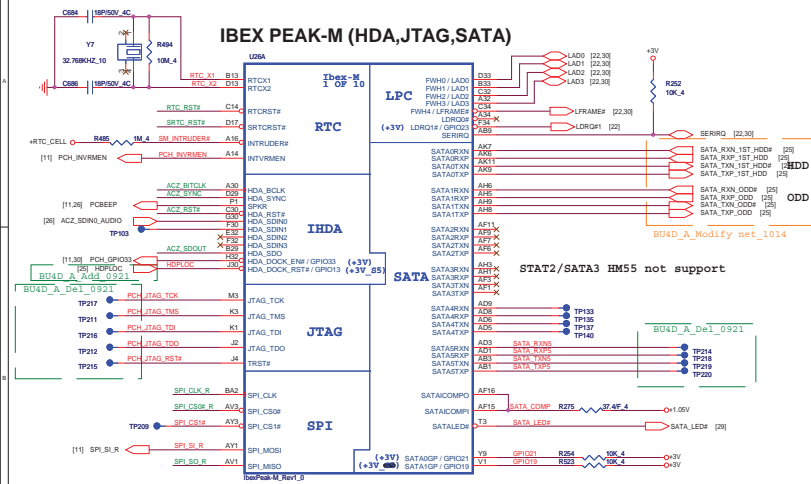 IBEX PEAK-M (HDA,JTAG,SATA)
C684 18P/50V_4C
Y7
32.768KHZ_10
R494
10M_4
C686 18P/50V_4C
RTC_X1 B13
RTC_X2 D13
U26A
RTCX1
RTCX2
Ibex-M
1 OF 10
RTC
LPC
(+3V)
RTC_RST# C14 RTCRST#
SRTC_RST# D17 SRTCRST#
+RTC_CELL R485 1M_4 SM_INTRUDER# A16 INTRUDER#
[11] PCH_INVRMEN PCH_INVRMEN A14 INTVRMEN
FWH0 / LAD0 D33 LAD0 [22,30]
FWH1 / LAD1 B33 LAD1 [22,30]
FWH2 / LAD2 C32 LAD2 [22,30]
FWH3 / LAD3 A32 LAD3 [22,30]
FWH4 / LFRAME# C34 LFRAME# [22,30]
LDRQ0# A34
LDRQ1# / GPIO23 F34 LDRQ#1 [22]
SERIRQ AB9 SERIRQ [22,30]
+3V
R252
10K_4
IHDA
(+3V)
(+3V_S5)
ACZ_BITCLK A30 HDA_BCLK
ACZ_SYNC D29 HDA_SYNC
[11,26] PCBEEP P1 SPKR
ACZ_RST# C30 HDA_RST#
[26] ACZ_SDIN0_AUDIO G30 HDA_SDIN0
TP103 F30 HDA_SDIN1
E32 HDA_SDIN2
F32 HDA_SDIN3
ACZ_SDOUT B29 HDA_SDO
[11,30] PCH_GPIO33 H32 HDA_DOCK_EN# / GPIO33
[25] HDPLOC HDPLOC J30 HDA_DOCK_RST# / GPIO13
BU4D_A_Add_0921
BU4D_A_Del_0921
SATA
SATA0RXN AK7 SATA_RXN_1ST_HDD# [25]
SATA0RXP AK6 SATA_RXP_1ST_HDD [25]
SATA0TXN AK11 SATA_TXN_1ST_HDD# [25]
SATA0TXP AK9 SATA_TXP_1ST_HDD [25]
HDD
SATA1RXN AH6 SATA_RXN_ODD# [25]
SATA1RXP AH5 SATA_RXP_ODD [25]
SATA1TXN AH9 SATA_TXN_ODD# [25]
SATA1TXP AH8 SATA_TXP_ODD [25]
ODD
BU4D_A_Modify net_1014
SATA2RXN AF11
SATA2RXP AF9
SATA2TXN AF7
SATA2TXP AF6
SATA3RXN AH3
SATA3RXP AH1
SATA3TXN AF3
SATA3TXP AF1
STAT2/SATA3 HM55 not support
SATA4RXN AD9 TP133
SATA4RXP AD8 TP135
SATA4TXN AD6 TP137
SATA4TXP AD5 TP140
BU4D_A_Del_0921
SATA5RXN AD3 SATA_RXN5 TP214
SATA5RXP AD1 SATA_RXP5 TP218
SATA5TXN AB3 SATA_TXN5 TP219
SATA5TXP AB1 SATA_TXP5 TP220
JTAG
TP217 PCH_JTAG_TCK M3 JTAG_TCK
TP211 PCH_JTAG_TMS K3 JTAG_TMS
TP216 PCH_JTAG_TDI K1 JTAG_TDI
TP212 PCH_JTAG_TDO J2 JTAG_TDO
TP215 PCH_JTAG_RST# J4 TRST#
SPI
SPI_CLK_R BA2 SPI_CLK
SPI_CS0#_R AV3 SPI_CS0#
TP209 SPI_CS1# AY3 SPI_CS1#
[11] SPI_SI_R SPI_SI_R AY1 SPI_MOSI
SPI_SO_R AV1 SPI_MISO
SATAICOMPO AF16
SATAICOMPI AF15 SATA_COMP R275 37.4/F_4 +1.05V
SATALED# T3 SATA_LED# SATA_LED# [29]
(+3V) SATA0GP / GPIO21 Y9 GPIO21 R254 10K_4 +3V
SATA1GP / GPIO19 V1 GPIO19 R523 10K_4 +3V
IbexPeak-M_Rev1_0
A
B